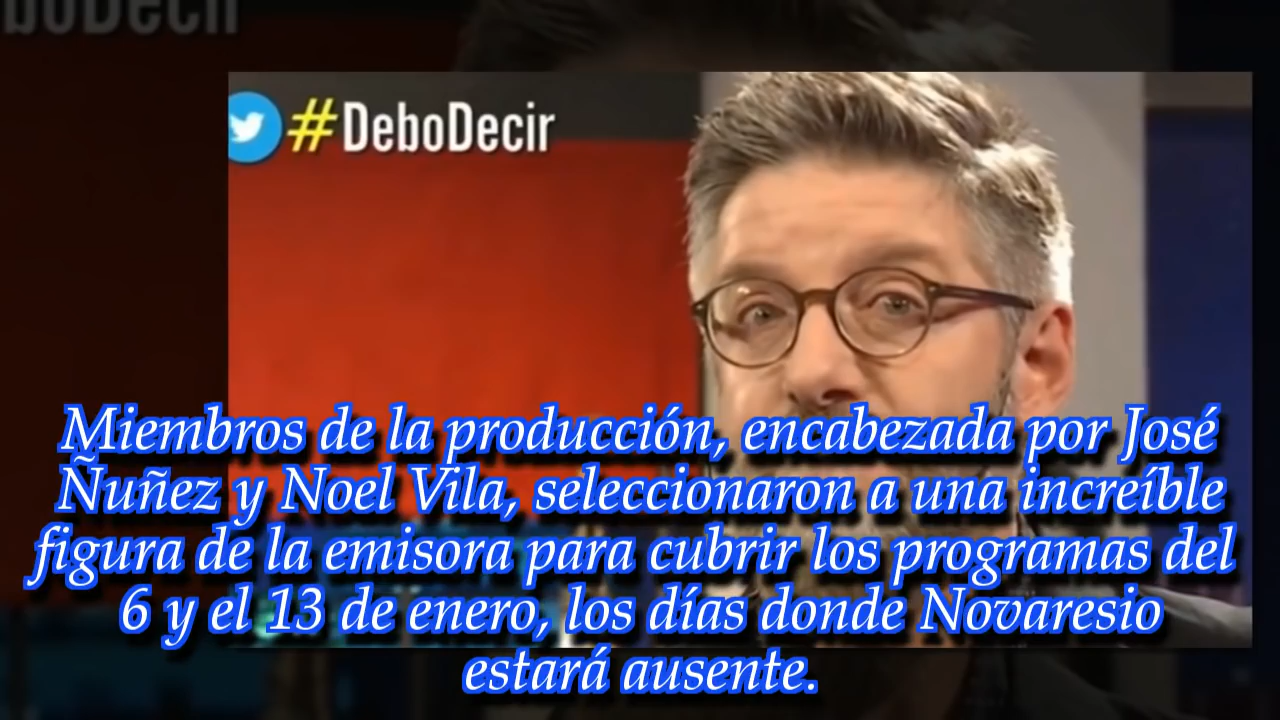 boDecir
#DeboDecir
Miembros de la producción, encabezada por José
Ñuñez y Noel Vila, seleccionaron a una increíble
figura de la emisora para cubrir los programas del
6 y el 13 de enero, los días donde Novaresio
estará ausente.